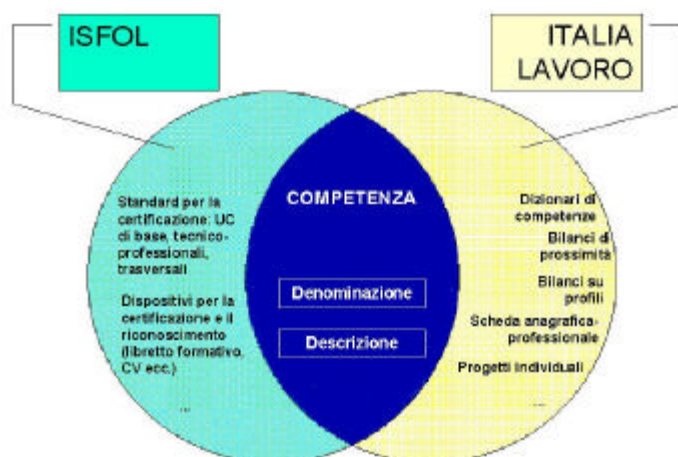 ISFOL
ITALIA
LAVORO
Standard per la
certificazione: UC
di base, tecnico-
professionali,
trasversali
Dispositivi per la
certificazione e il
riconoscimento
(libretto formativo,
CV ecc.)
...
COMPETENZA
Denominazione
Descrizione
Dizionari di
competenze
Bilanci di
prossimità
Bilanci su
profili
Scheda anagrafica-
professionale
Progetti individuali
...